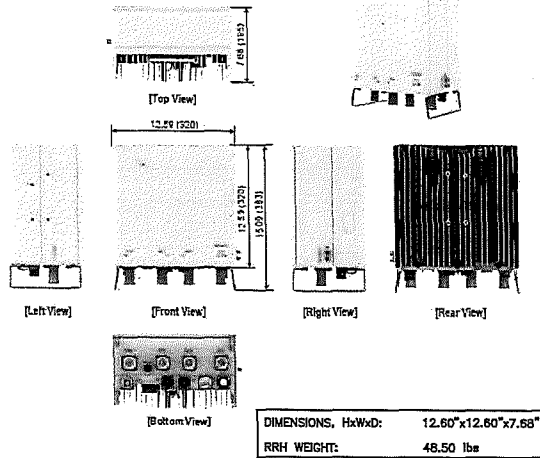 7.68 (195)
[Top View]
12.59 (320)
12.59 (320)
15.09 (383)
[Left View]
[Front View]
[Right View]
[Rear View]
[Bottom View]
DIMENSIONS, HxWxD: 12.60"x12.60"x7.68"
RRH WEIGHT: 48.50 lbs